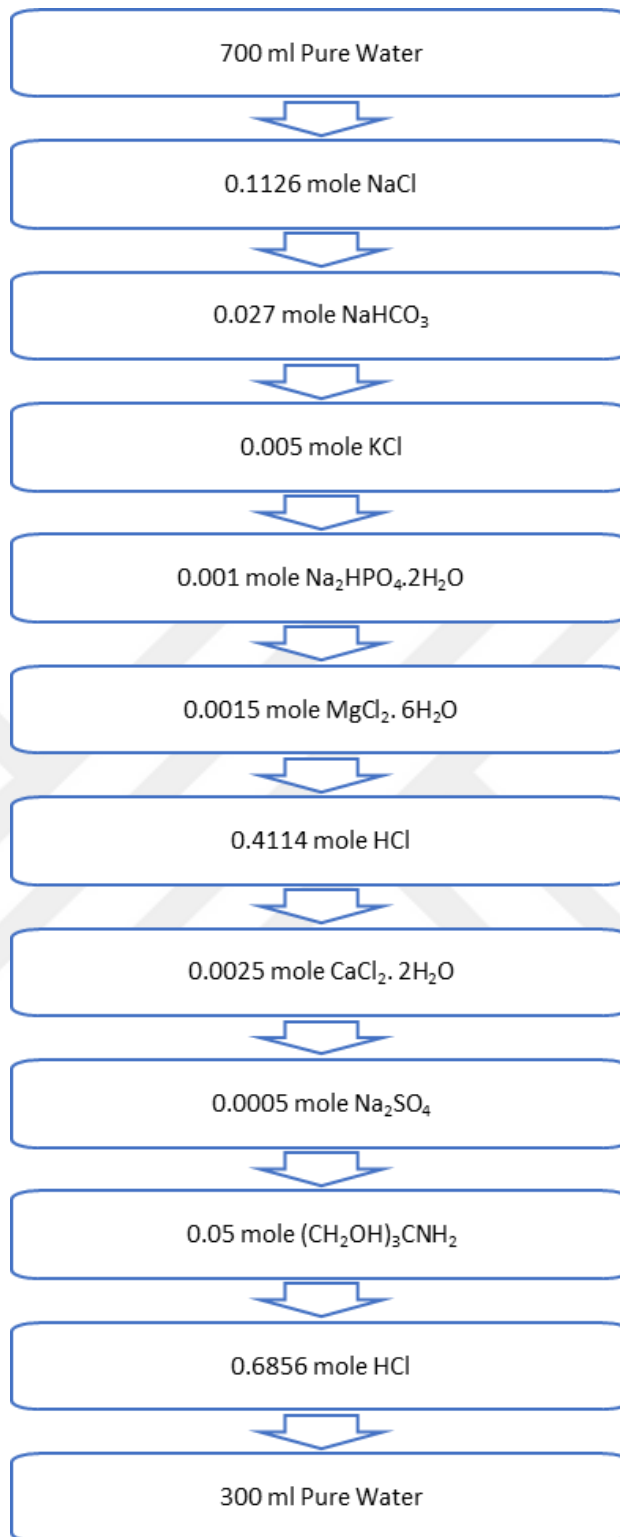 700 ml Pure Water
0.1126 mole NaCl
0.027 mole NaHCO₃
0.005 mole KCl
0.001 mole Na₂HPO₄.2H₂O
0.0015 mole MgCl₂. 6H₂O
0.4114 mole HCl
0.0025 mole CaCl₂. 2H₂O
0.0005 mole Na₂SO₄
0.05 mole (CH₂OH)₃CNH₂
0.6856 mole HCl
300 ml Pure Water